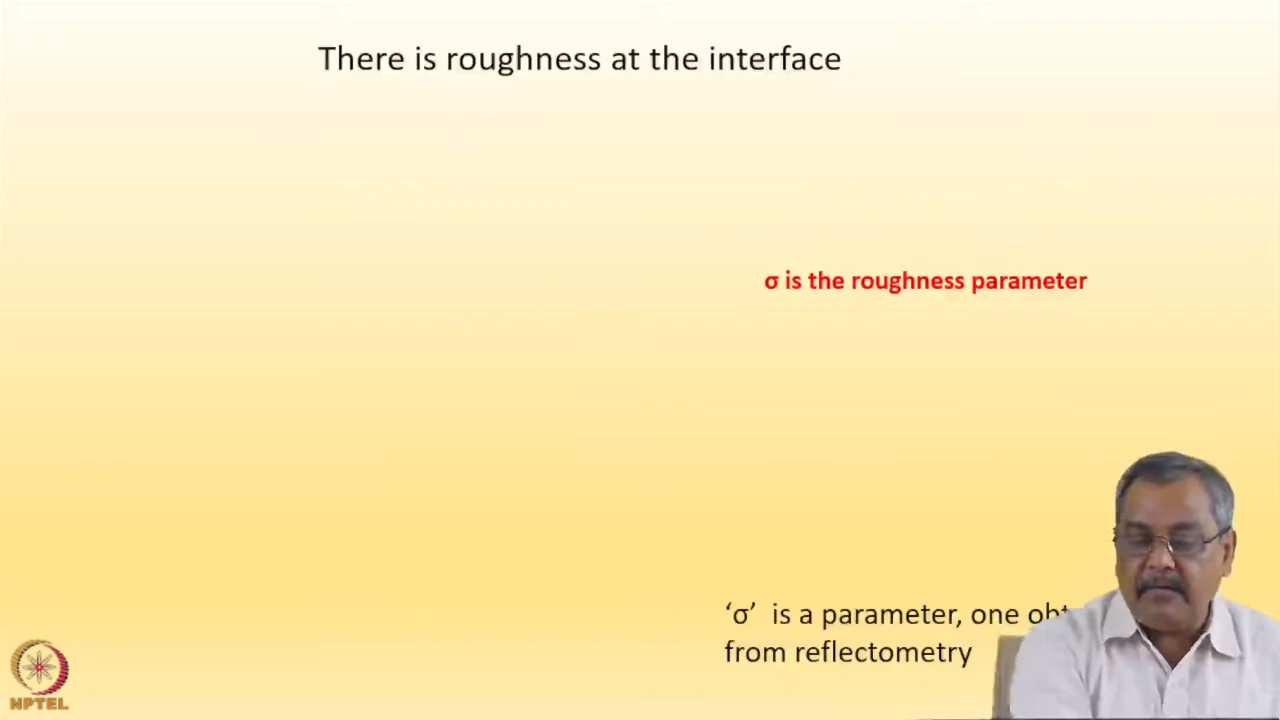 There is roughness at the interface
σ is the roughness parameter
‘σ’ is a parameter, one
from reflectometry
NPTEL